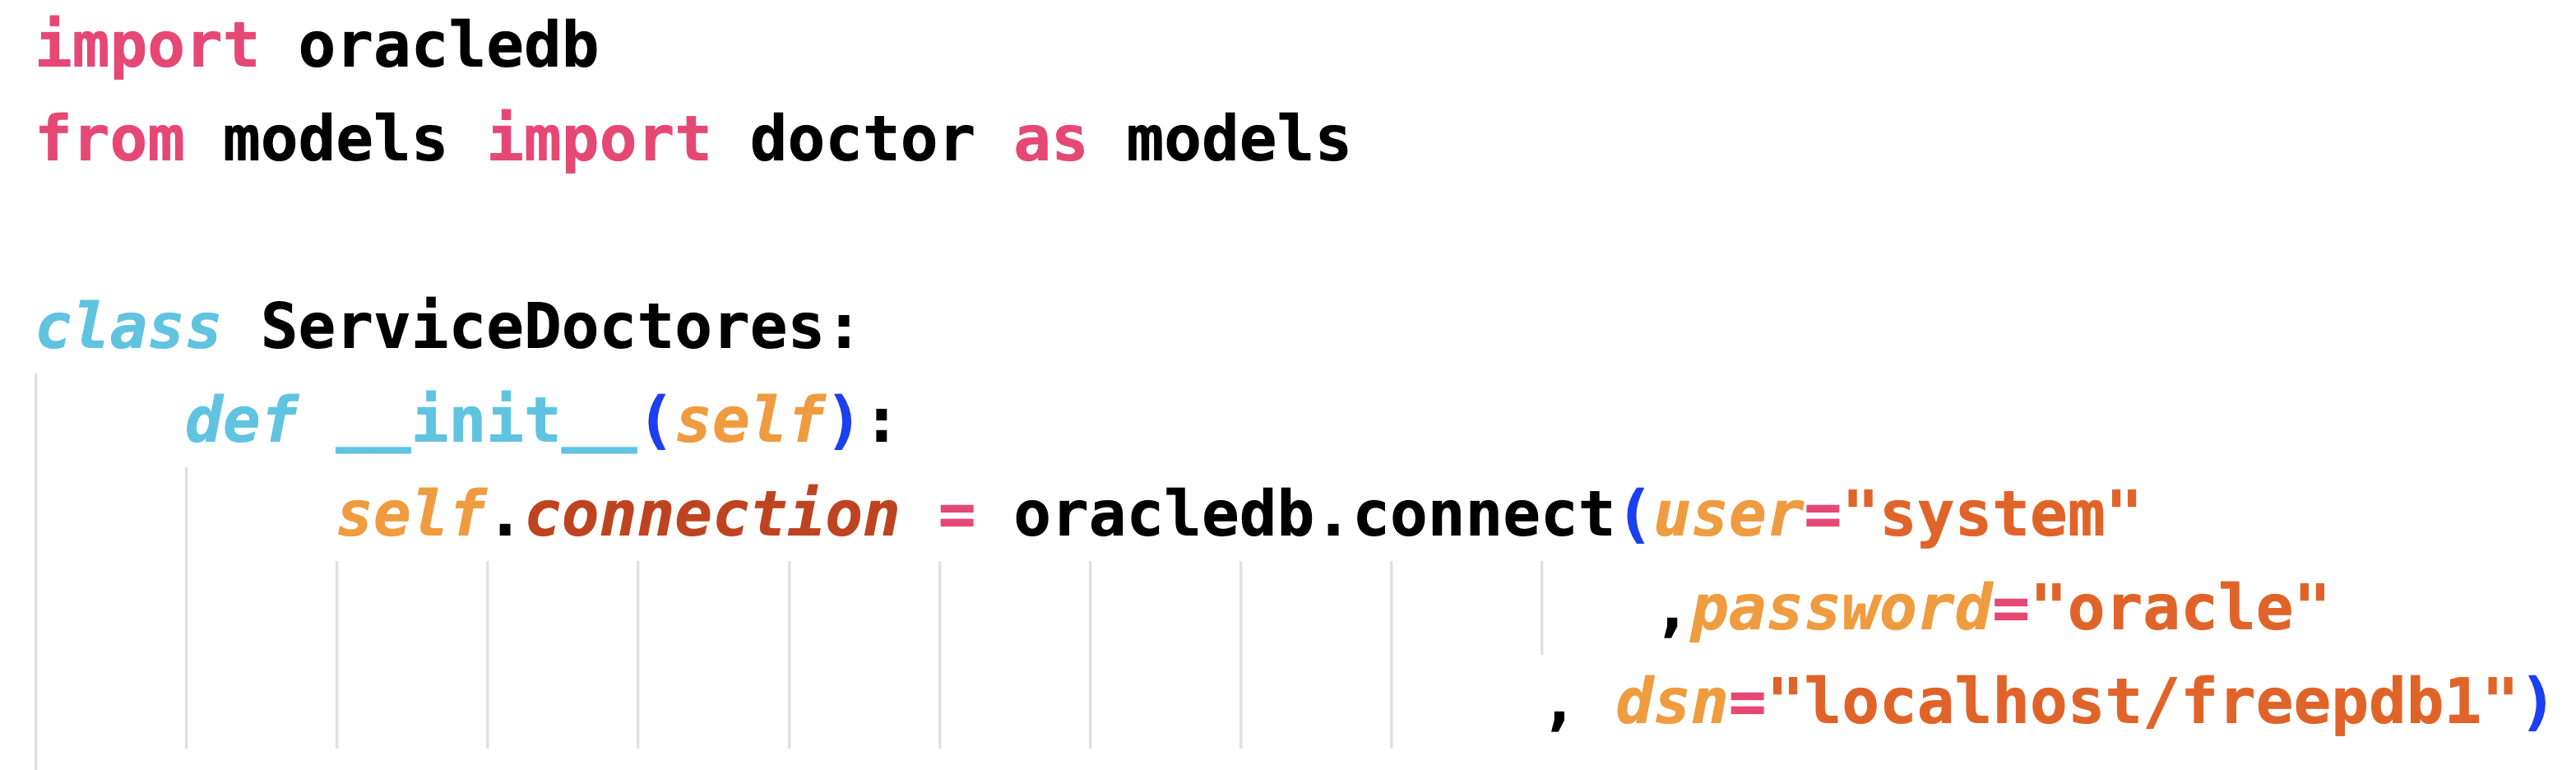 import oracledb
from models import doctor as models

class ServiceDoctores:
    def __init__(self):
        self.connection = oracledb.connect(user="system"
                                           ,password="oracle"
                                        , dsn="localhost/freepdb1")